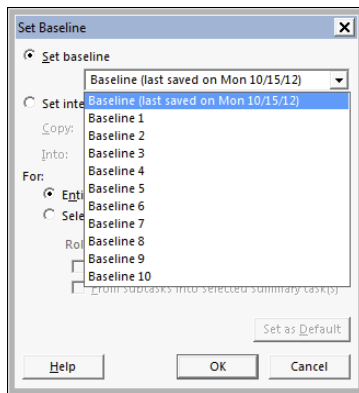 Set Baseline
Set baseline
Baseline (last saved on Mon 10/15/12)
Baseline (last saved on Mon 10/15/12)
Set inte
Baseline 1
Copy:
Baseline 2
Into:
Baseline 3
Baseline 4
For:
Baseline 5
Enti
Baseline 6
Sele
Baseline 7
Baseline 8
Rol
Baseline 9
Baseline 10
From subtasks into selected summary task(s)
Set as Default
Help
OK
Cancel